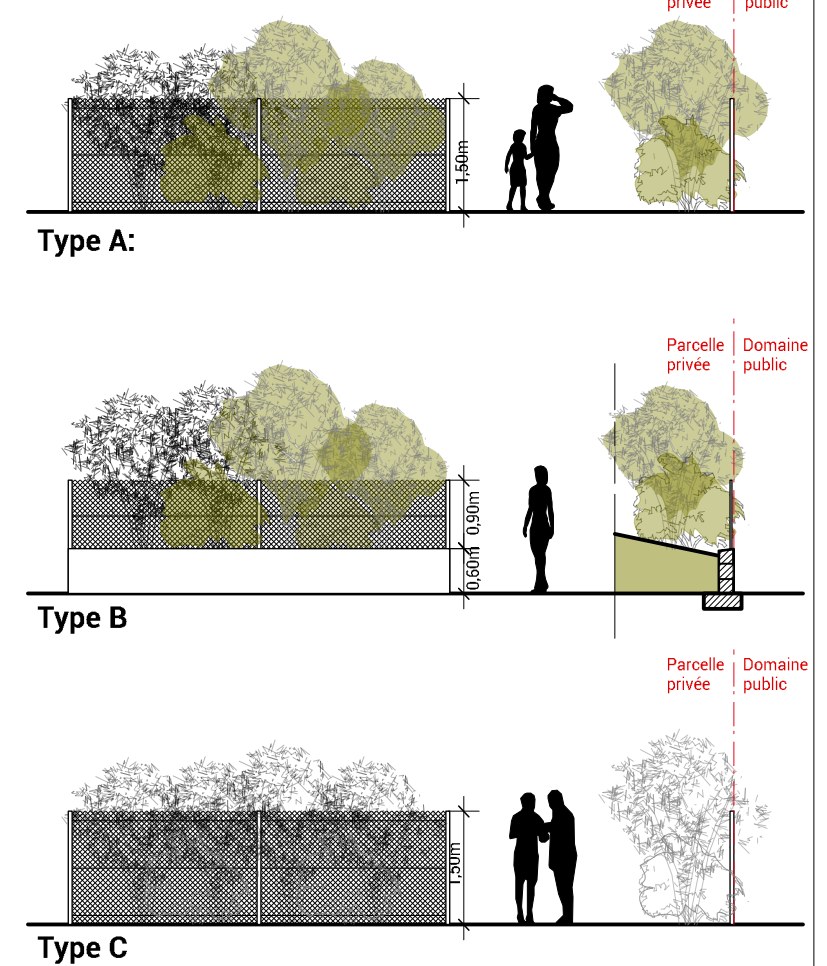 privée public
1,50m
Type A:
Parcelle Domaine
privée public
0,90m
0,60m
Type B
Parcelle Domaine
privée public
1,50m
Type C